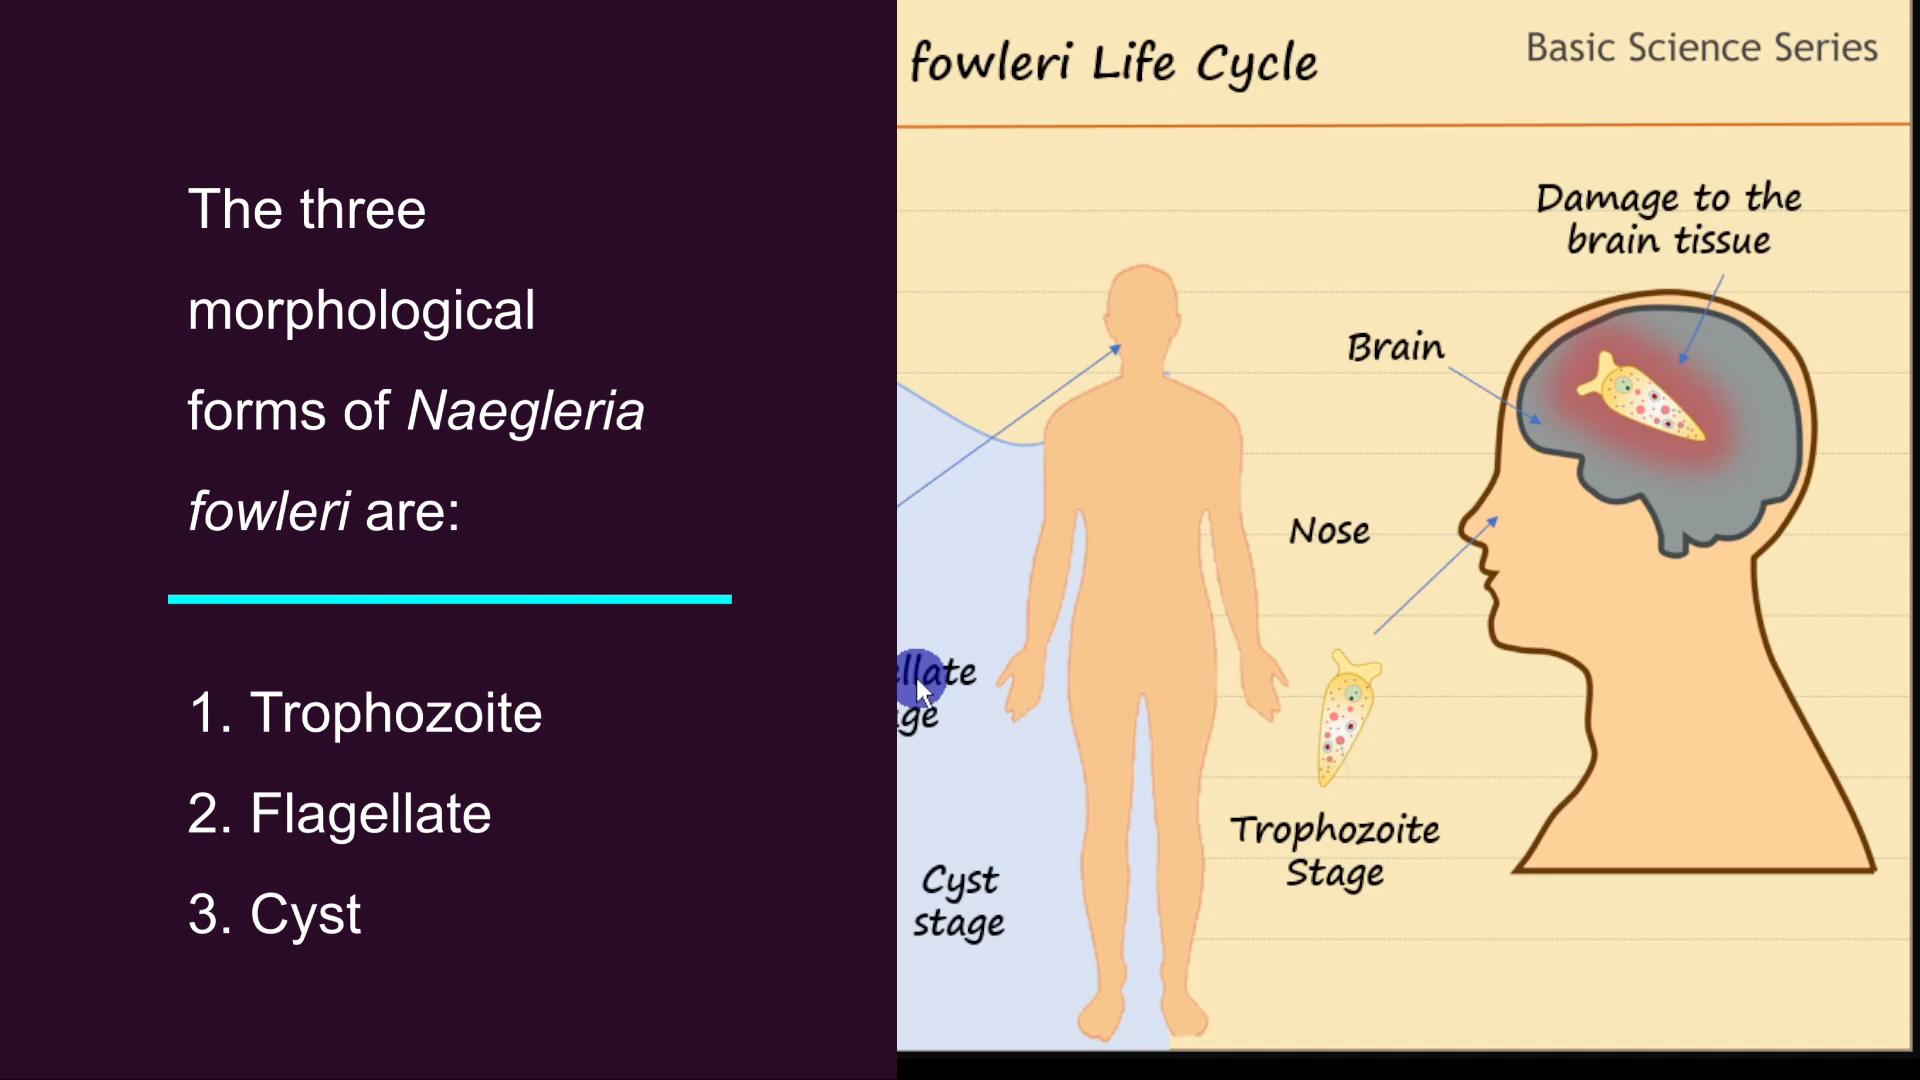 The three
morphological
forms of Naegleria
fowleri are:
1. Trophozoite
2. Flagellate
3. Cyst
fowleri Life Cycle
Basic Science Series
Damage to the
brain tissue
Brain
Nose
Trophozoite
Stage
Cyst
stage